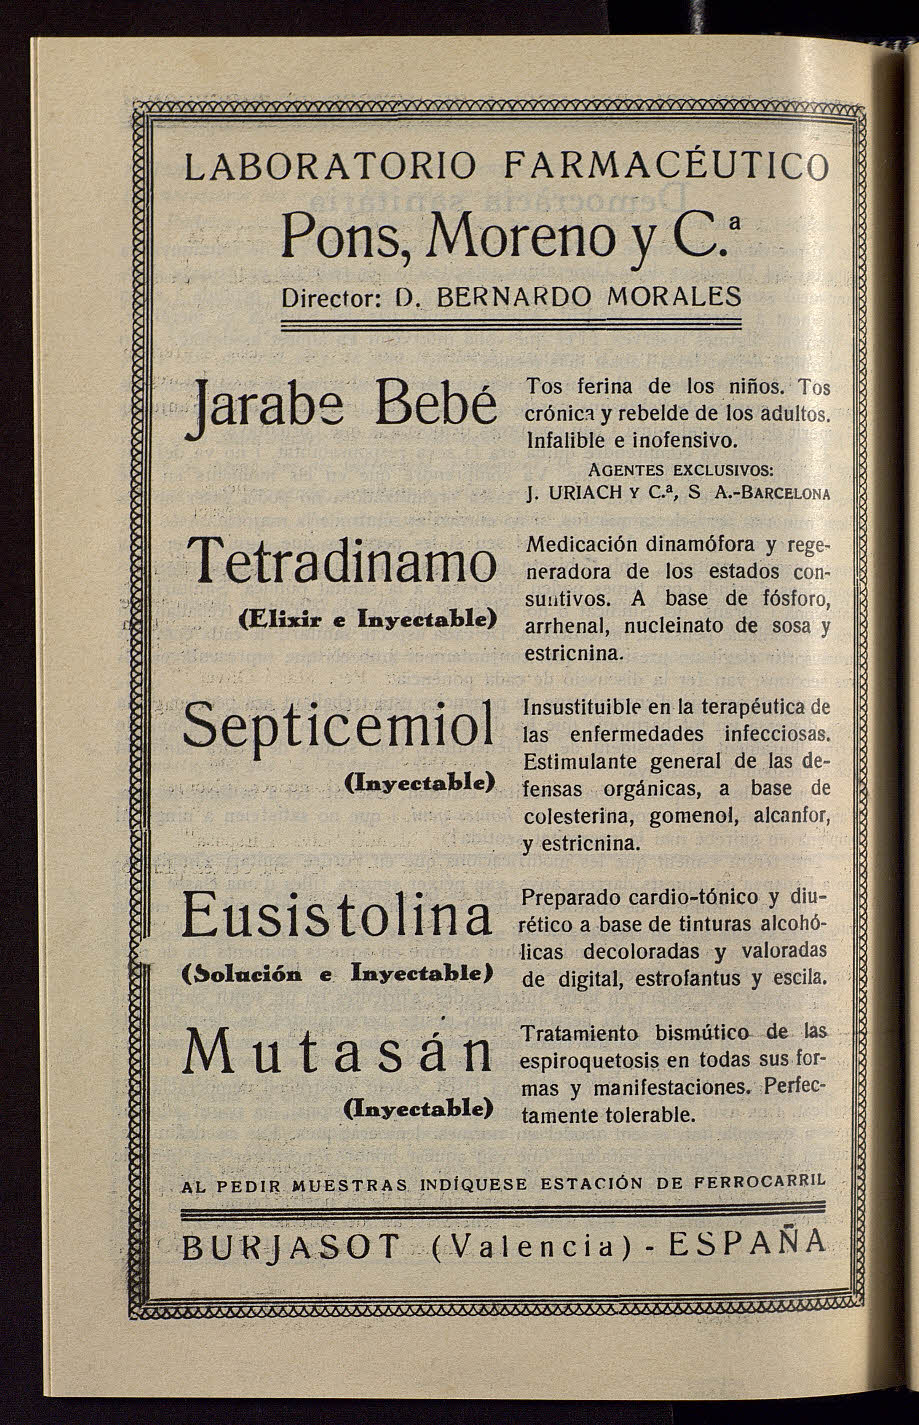 LABORATORIO FARMACÉUTICO
Pons, Moreno y C.ª
Director: D. BERNARDO MORALES
Jarabe Bebé
Tos ferina de los niños. Tos
crónica y rebelde de los adultos.
Infalible e inofensivo.
AGENTES EXCLUSIVOS:
J. URIACH Y C.ª, S A.-BARCELONA
Tetradinamo
(Elixir e Inyectable)
Medicación dinamófora y rege-
neradora de los estados con-
suntivos. A base de fósforo,
arrhenal, nucleinato de sosa y
estricnina.
Septicemiol
(Inyectable)
Insustituible en la terapéutica de
las enfermedades infecciosas.
Estimulante general de las de-
fensas orgánicas, a base de
colesterina, gomenol, alcanfor,
y estricnina.
Eusistolina
(Solución e Inyectable)
Preparado cardio-tónico y diu-
rético a base de tinturas alcohó-
licas decoloradas y valoradas
de digital, estrofantus y escila.
Mutasán
(Inyectable)
Tratamiento bismútico de las
espiroquetosis en todas sus for-
mas y manifestaciones. Perfec-
tamente tolerable.
AL PEDIR MUESTRAS INDÍQUESE ESTACIÓN DE FERROCARRIL
BURJASOT (Valencia) - ESPAÑA